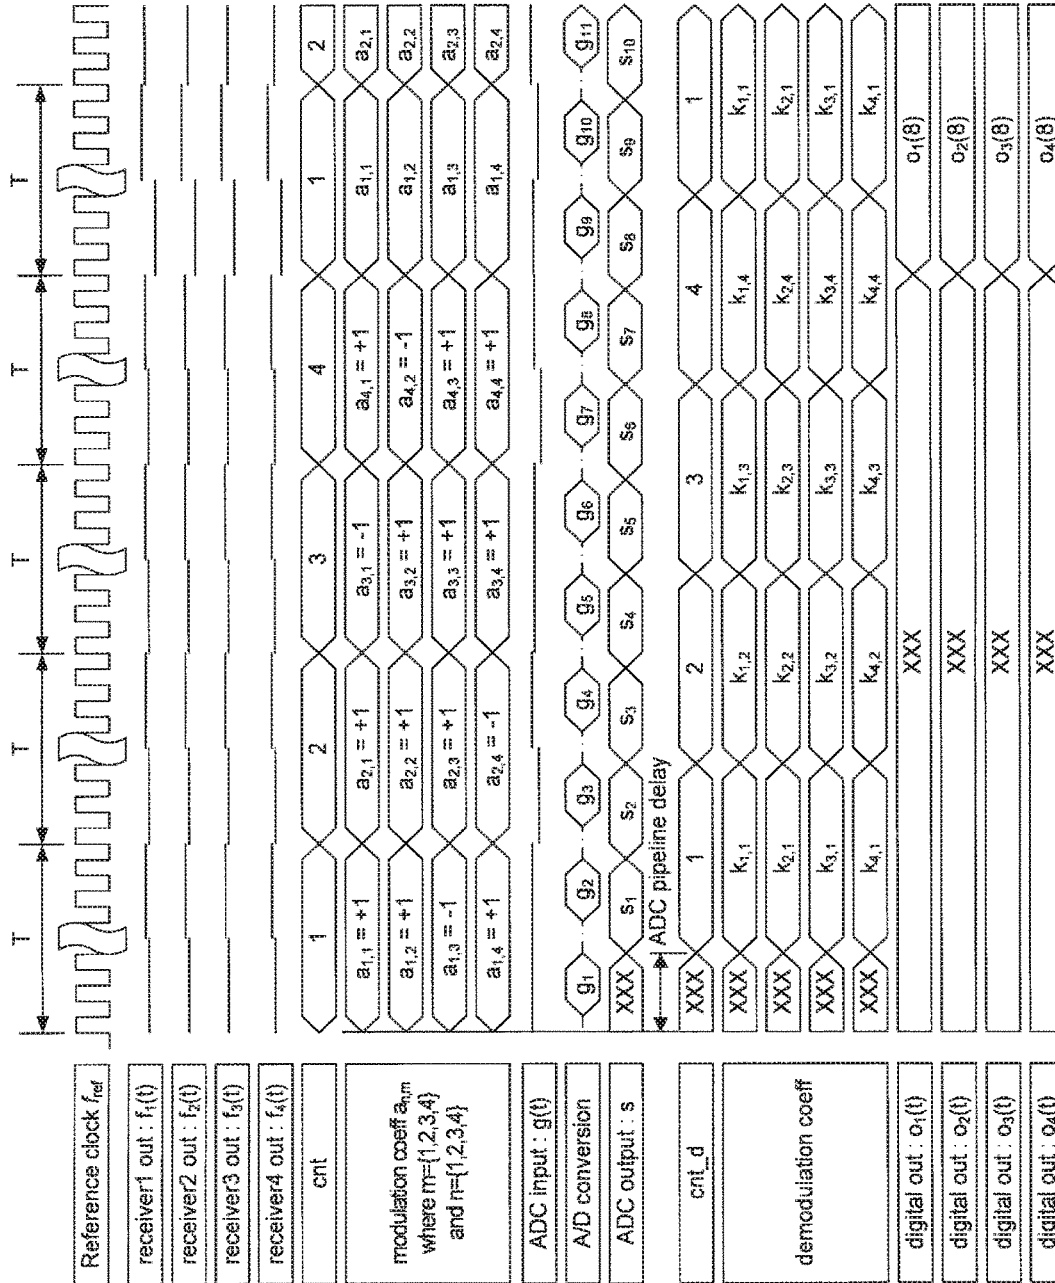 T T T T T
Reference clock f_ref
receiver1 out : f₁(t)
receiver2 out : f₂(t)
receiver3 out : f₃(t)
receiver4 out : f₄(t)
cnt 1 2 3 4 1 2
modulation coeff aₙ,ₘ
where m={1,2,3,4}
and n={1,2,3,4}
a₁,₁ = +1 a₂,₁ = +1 a₃,₁ = -1 a₄,₁ = +1 a₁,₁ a₂,₁
a₁,₂ = +1 a₂,₂ = +1 a₃,₂ = +1 a₄,₂ = -1 a₁,₂ a₂,₂
a₁,₃ = -1 a₂,₃ = +1 a₃,₃ = +1 a₄,₃ = +1 a₁,₃ a₂,₃
a₁,₄ = +1 a₂,₄ = -1 a₃,₄ = +1 a₄,₄ = +1 a₁,₄ a₂,₄
ADC input : g(t)
A/D conversion g₁ g₂ g₃ g₄ g₅ g₆ g₇ g₈ g₉ g₁₀ g₁₁
ADC output : s XXX s₁ s₂ s₃ s₄ s₅ s₆ s₇ s₈ s₉ s₁₀
ADC pipeline delay
cnt_d XXX 1 2 3 4 1
demodulation coeff
XXX k₁,₁ k₁,₂ k₁,₃ k₁,₄ k₁,₁
XXX k₂,₁ k₂,₂ k₂,₃ k₂,₄ k₂,₁
XXX k₃,₁ k₃,₂ k₃,₃ k₃,₄ k₃,₁
XXX k₄,₁ k₄,₂ k₄,₃ k₄,₄ k₄,₁
digital out : o₁(t) XXX o₁(8)
digital out : o₂(t) XXX o₂(8)
digital out : o₃(t) XXX o₃(8)
digital out : o₄(t) XXX o₄(8)